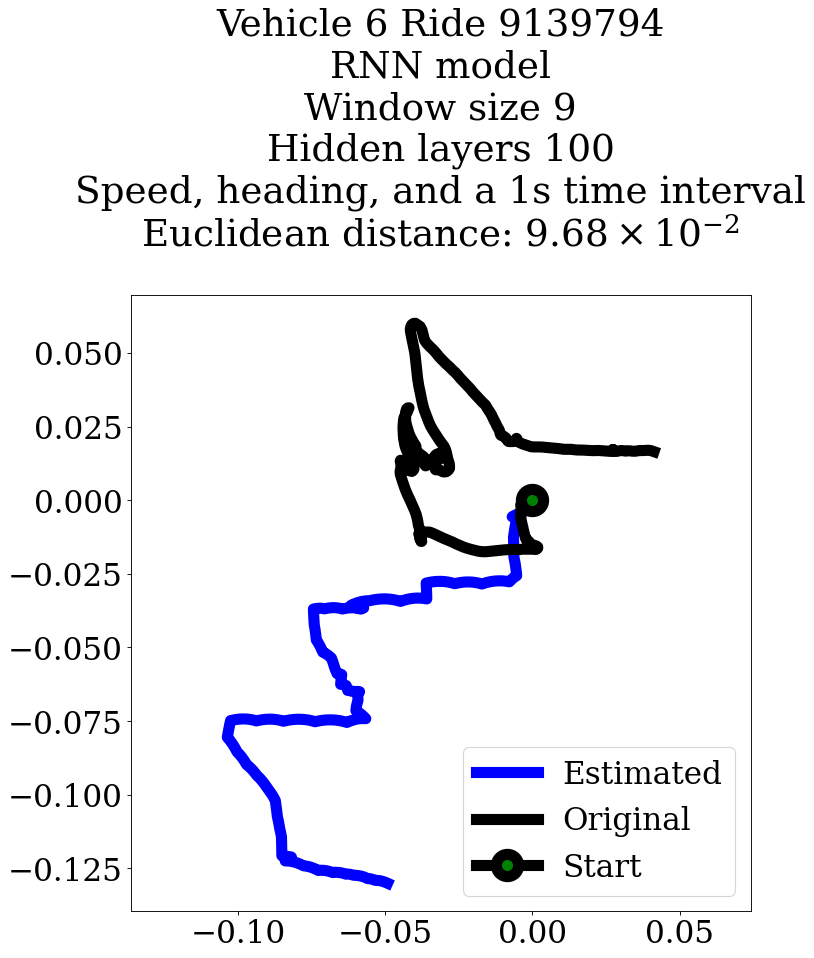 Vehicle 6 Ride 9139794
RNN model
Window size 9
Hidden layers 100
Speed, heading, and a 1s time interval
Euclidean distance: 9.68 × 10⁻²
0.050
0.025
0.000
−0.025
−0.050
−0.075
−0.100
−0.125
Estimated
Original
Start
−0.10
−0.05
0.00
0.05